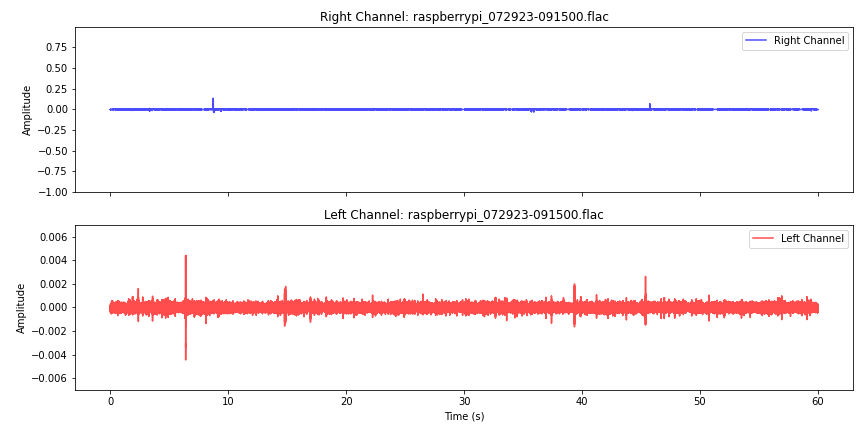 Right Channel: raspberrypi_072923-091500.flac
Right Channel
0.75
0.50
0.25
0.00
−0.25
−0.50
−0.75
−1.00
Amplitude
Left Channel: raspberrypi_072923-091500.flac
Left Channel
0.006
0.004
0.002
0.000
−0.002
−0.004
−0.006
Amplitude
0 10 20 30 40 50 60
Time (s)